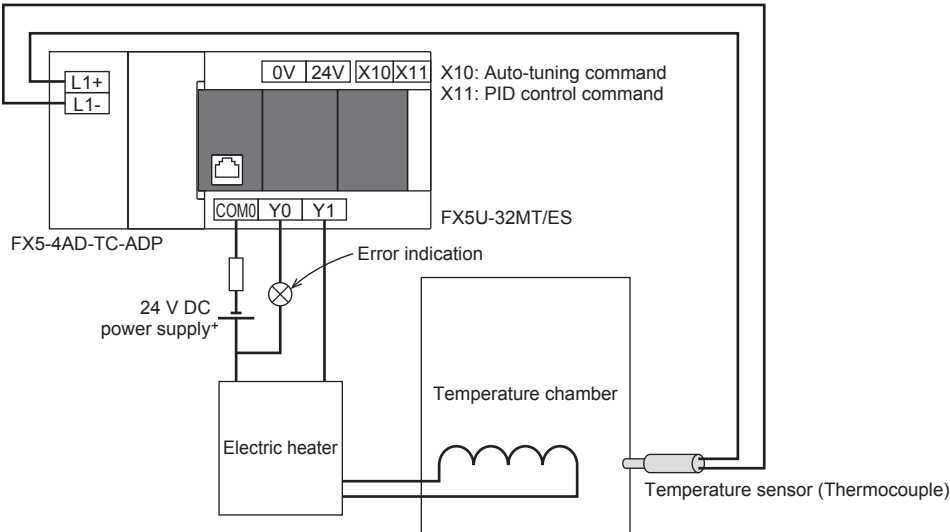 L1+
L1-
0V 24V X10 X11
X10: Auto-tuning command
X11: PID control command
COM0 Y0 Y1
FX5U-32MT/ES
FX5-4AD-TC-ADP
Error indication
24 V DC
power supply+
Temperature chamber
Electric heater
Temperature sensor (Thermocouple)